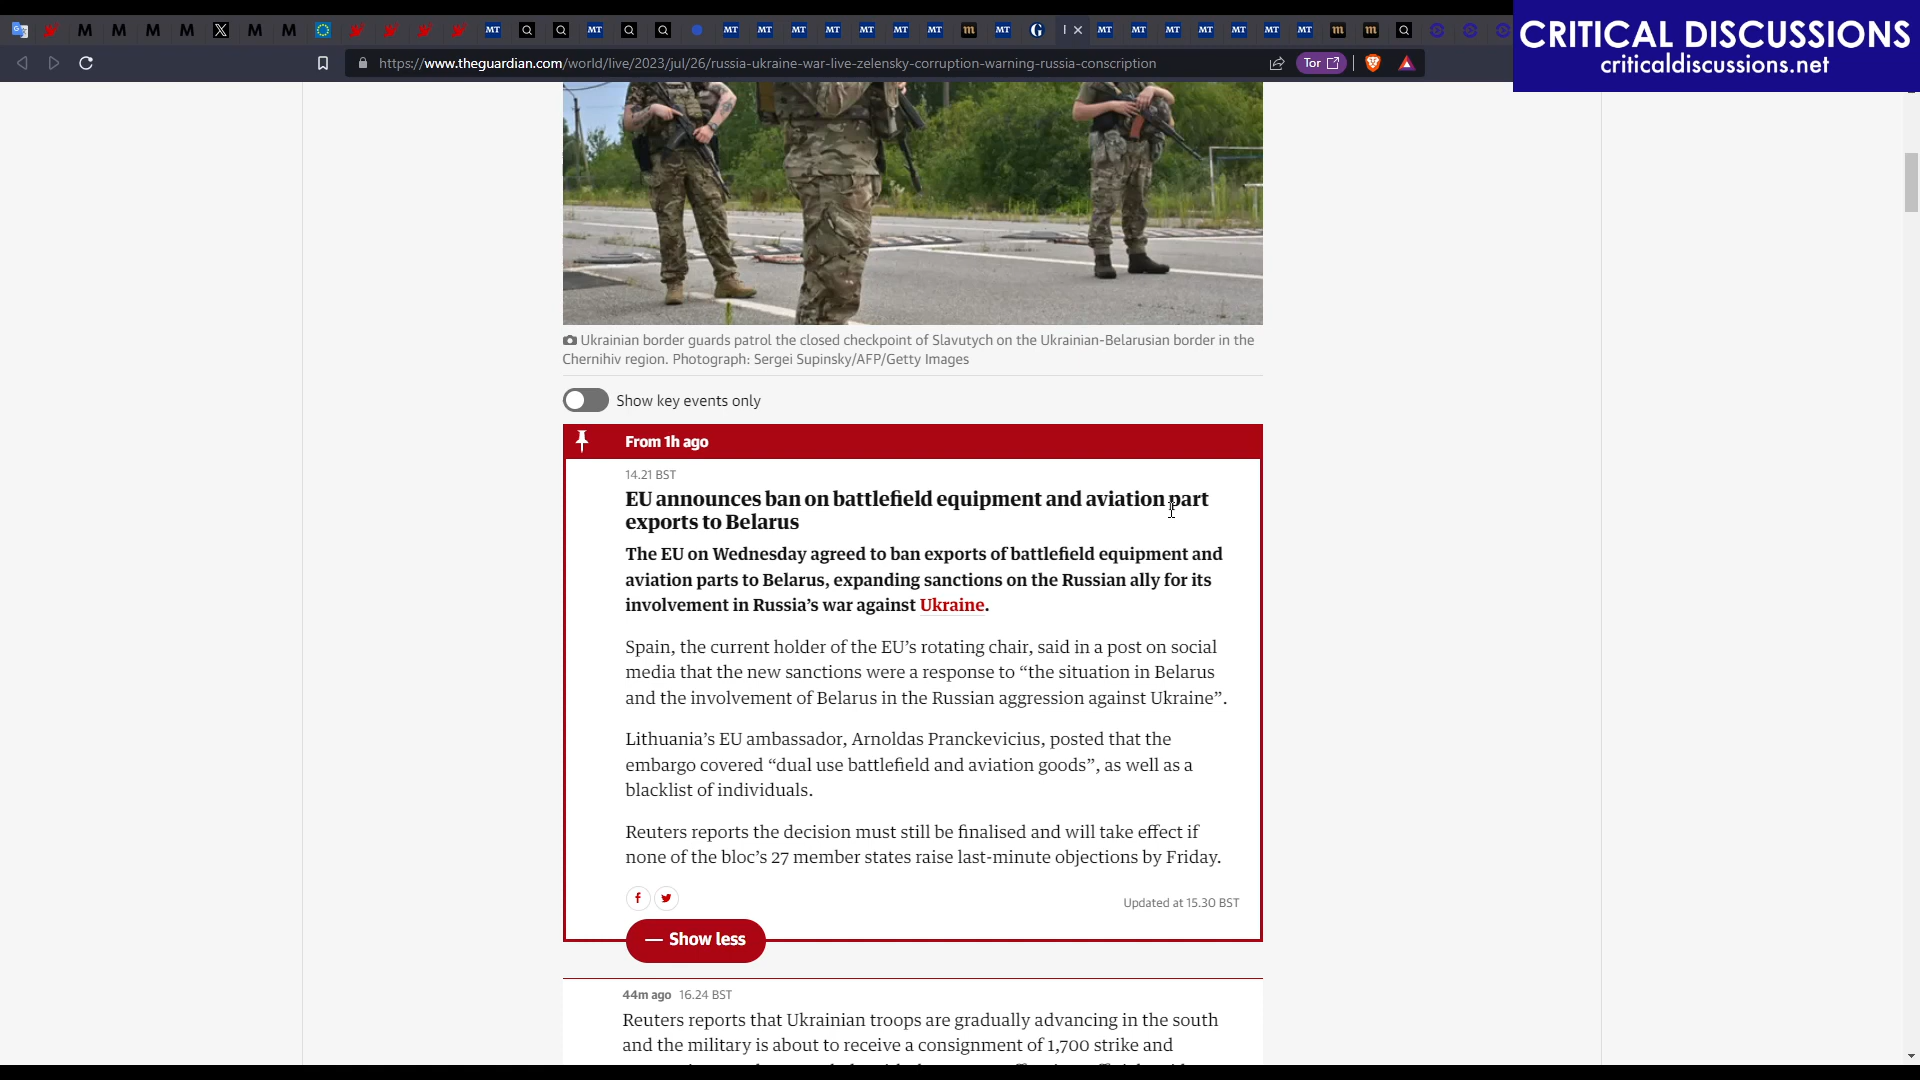 CRITICAL DISCUSSIONS
criticaldiscussions.net
https://www.theguardian.com/world/live/2023/jul/26/russia-ukraine-war-live-zelensky-corruption-warning-russia-conscription
Tor
Ukrainian border guards patrol the closed checkpoint of Slavutych on the Ukrainian-Belarusian border in the
Chernihiv region. Photograph: Sergei Supinsky/AFP/Getty Images
Show key events only
From 1h ago
14.21 BST
EU announces ban on battlefield equipment and aviation part
exports to Belarus
The EU on Wednesday agreed to ban exports of battlefield equipment and
aviation parts to Belarus, expanding sanctions on the Russian ally for its
involvement in Russia’s war against Ukraine.
Spain, the current holder of the EU’s rotating chair, said in a post on social
media that the new sanctions were a response to “the situation in Belarus
and the involvement of Belarus in the Russian aggression against Ukraine”.
Lithuania’s EU ambassador, Arnoldas Pranckevicius, posted that the
embargo covered “dual use battlefield and aviation goods”, as well as a
blacklist of individuals.
Reuters reports the decision must still be finalised and will take effect if
none of the bloc’s 27 member states raise last-minute objections by Friday.
Updated at 15.30 BST
— Show less
44m ago 16.24 BST
Reuters reports that Ukrainian troops are gradually advancing in the south
and the military is about to receive a consignment of 1,700 strike and